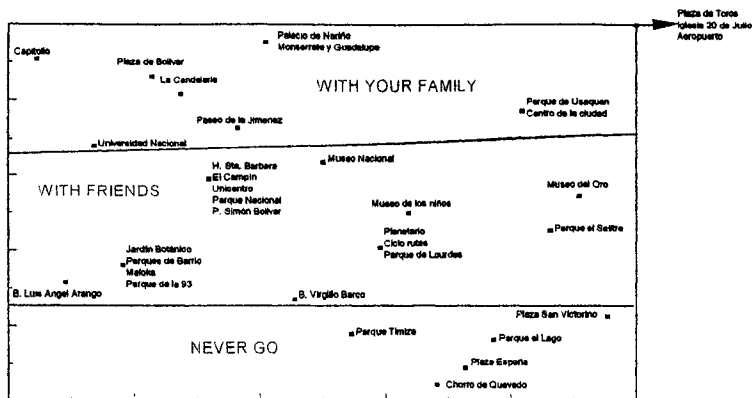 Plaza de Toros
Iglesia 20 de Julio
Aeropuerto
Palacio de Nariño
Monserrate y Guadalupe
Capitolio
Plaza de Bolivar
La Candelaria
WITH YOUR FAMILY
Parque de Usaquen
Centro de la ciudad
Paseo de la Jimenez
Universidad Nacional
Museo Nacional
H. Sta. Barbara
El Campin
Unicentro
Parque Nacional
P. Simón Bolivar
WITH FRIENDS
Museo del Oro
Museo de los niños
Parque el Salitre
Planetario
Ciclo rutas
Parque de Lourdes
Jardín Botánico
Parques de Barrio
Maloka
Parque de la 93
B. Luis Angel Arango
B. Virgilio Barco
Plaza San Victorino
Parque Timiza
Parque el Lago
NEVER GO
Plaza España
Chorro de Quevedo